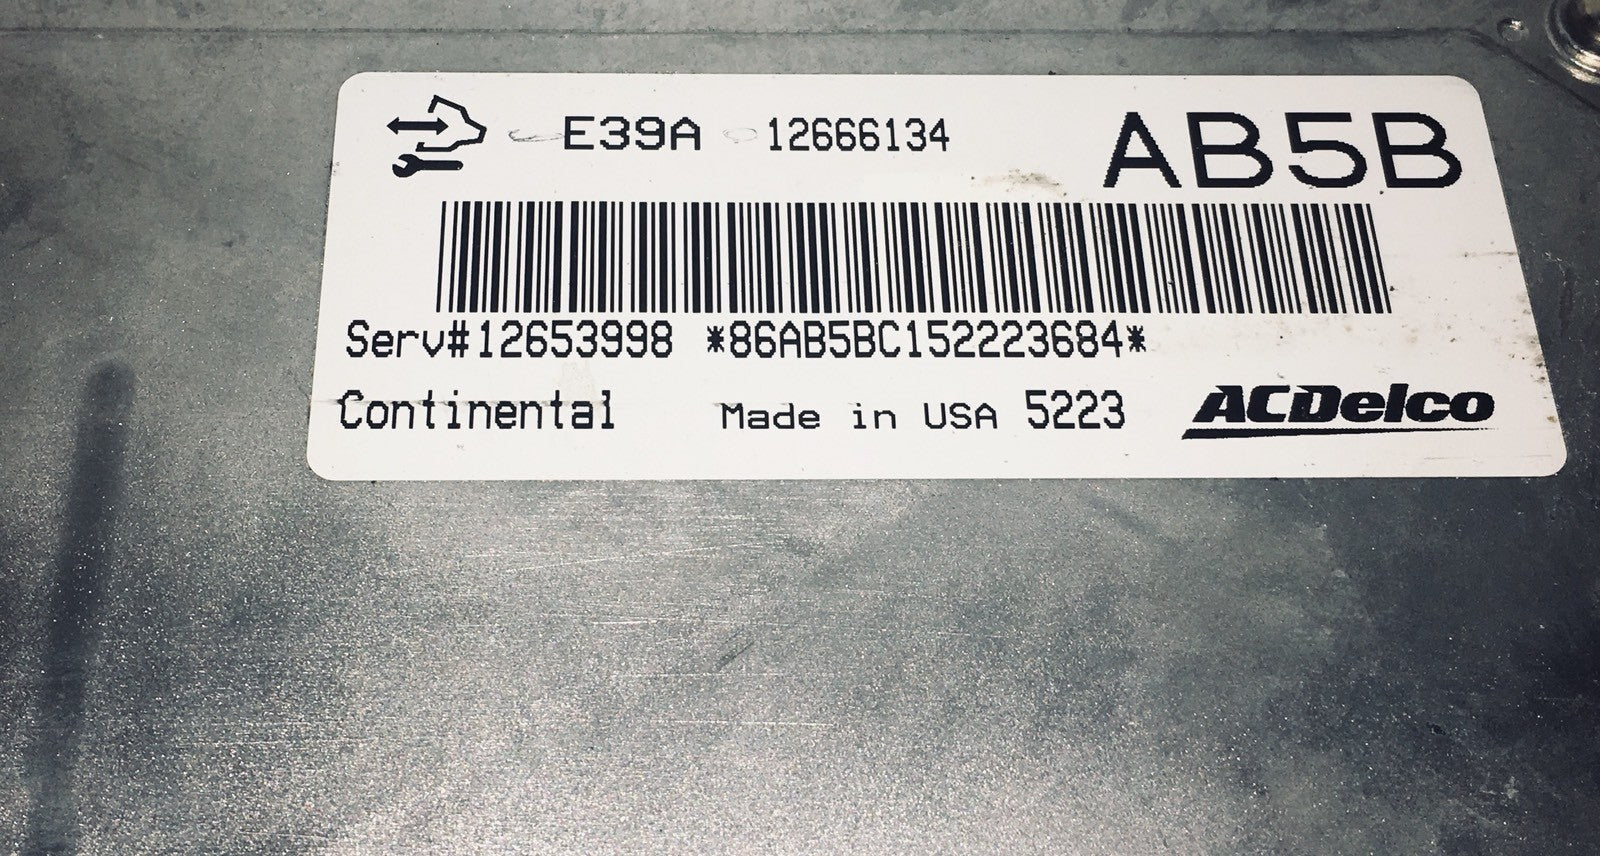 E39A 12666134 AB5B
Serv#12653998 *86AB5BC152223684*
Continental Made in USA 5223 ACDelco